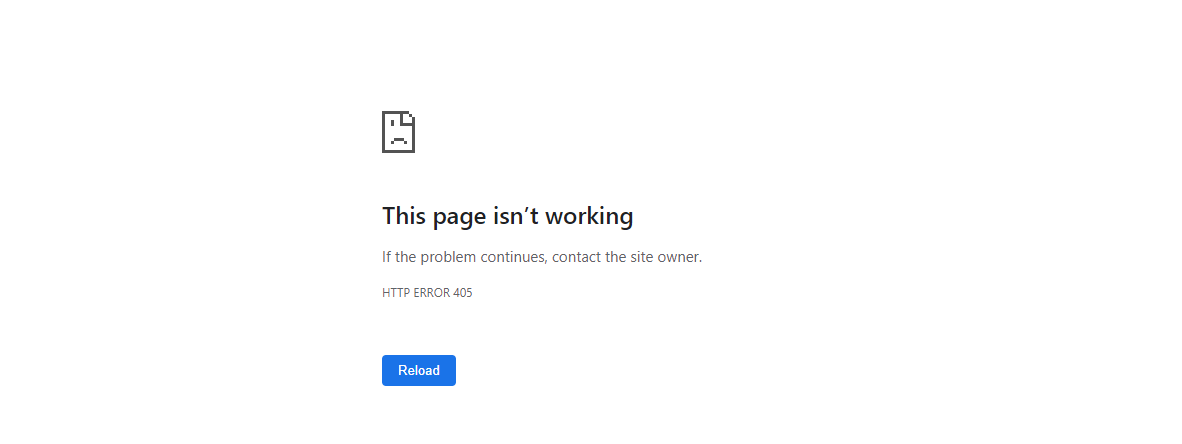 This page isn’t working
If the problem continues, contact the site owner.
HTTP ERROR 405
Reload